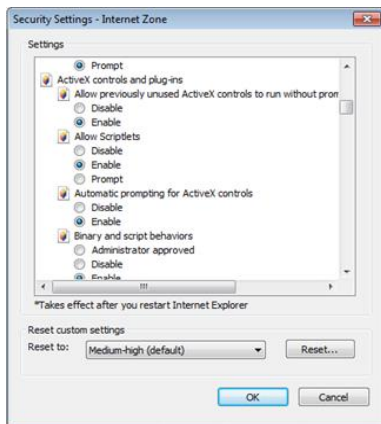 Security Settings - Internet Zone
Settings
Prompt
ActiveX controls and plug-ins
Allow previously unused ActiveX controls to run without pron
Disable
Enable
Allow Scriptlets
Disable
Enable
Prompt
Automatic prompting for ActiveX controls
Disable
Enable
Binary and script behaviors
Administrator approved
Disable
Enable
*Takes effect after you restart Internet Explorer
Reset custom settings
Reset to: Medium-high (default) Reset...
OK Cancel